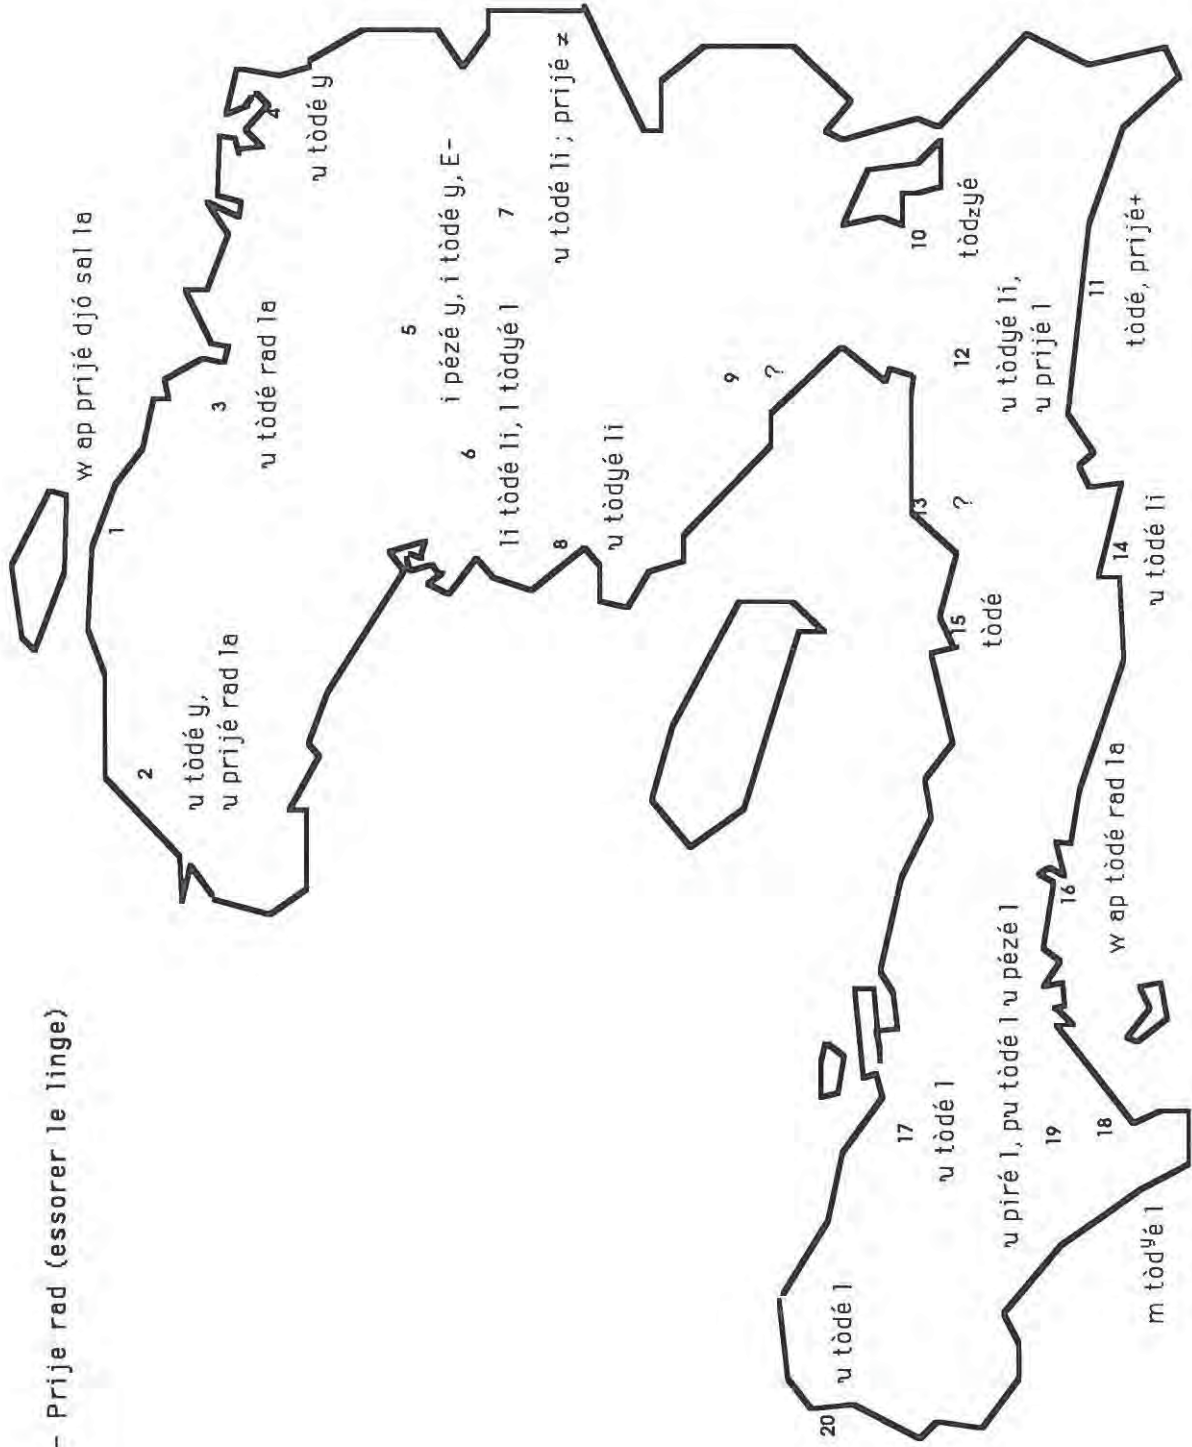 - Prije rad (essorer le linge)
w ap prijé djó sal la
1
2
u tòdé y,
u prijé rad la
3
u tòdé rad la
4
u tòdé y
5
i pézé y, i tòdé y, E-
6
li tòdé li, l tòdyé l
7
u tòdé li ; prijé ≠
8
u tòdyé li
9
?
10
tòdzyé
11
tòdé, prijé+
12
u tòdyé li,
u prijé l
13
?
14
u tòdé li
15
tòdé
16
w ap tòdé rad la
17
u tòdé l
u piré l, pu tòdé l u pézé l
19
18
m tòdyé l
20
u tòdé l